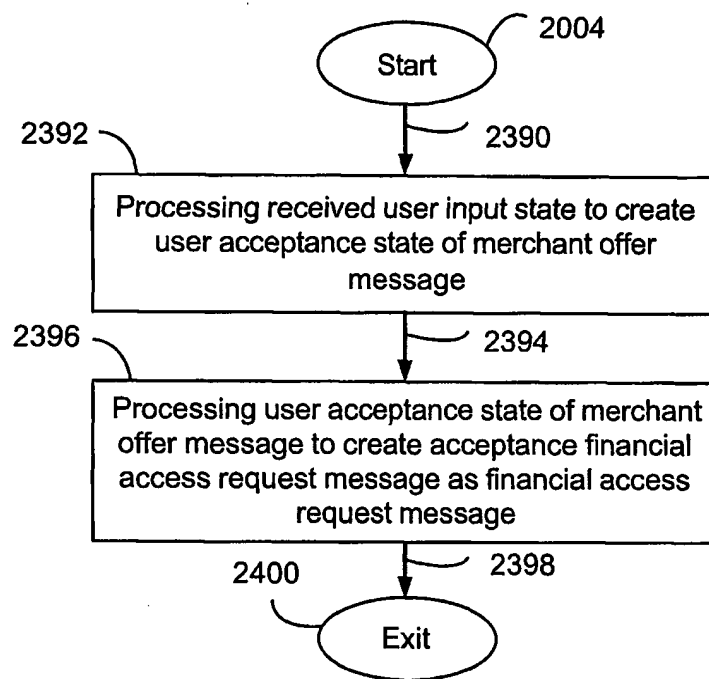 2004
Start
2390
2392
Processing received user input state to create
user acceptance state of merchant offer
message
2394
2396
Processing user acceptance state of merchant
offer message to create acceptance financial
access request message as financial access
request message
2398
2400
Exit